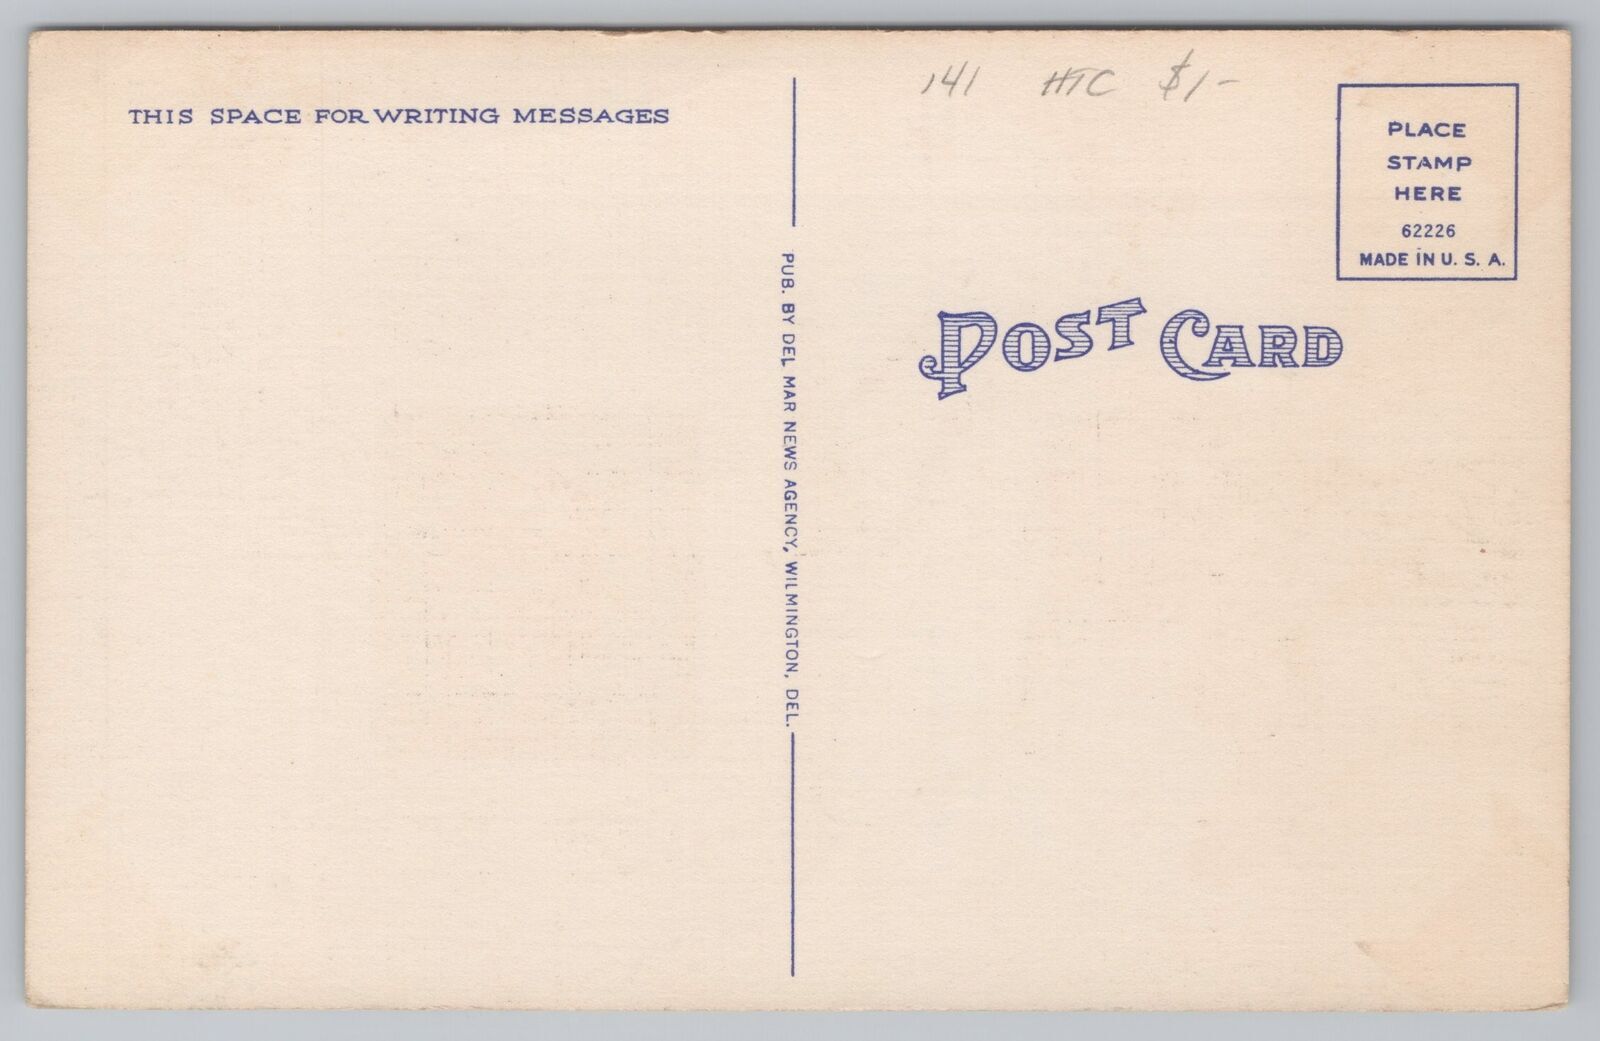 THIS SPACE FOR WRITING MESSAGES
141 HTC $1-
PLACE
STAMP
HERE
62226
MADE IN U. S. A.
POST CARD
PUB. BY DEL MAR NEWS AGENCY, WILMINGTON, DEL.